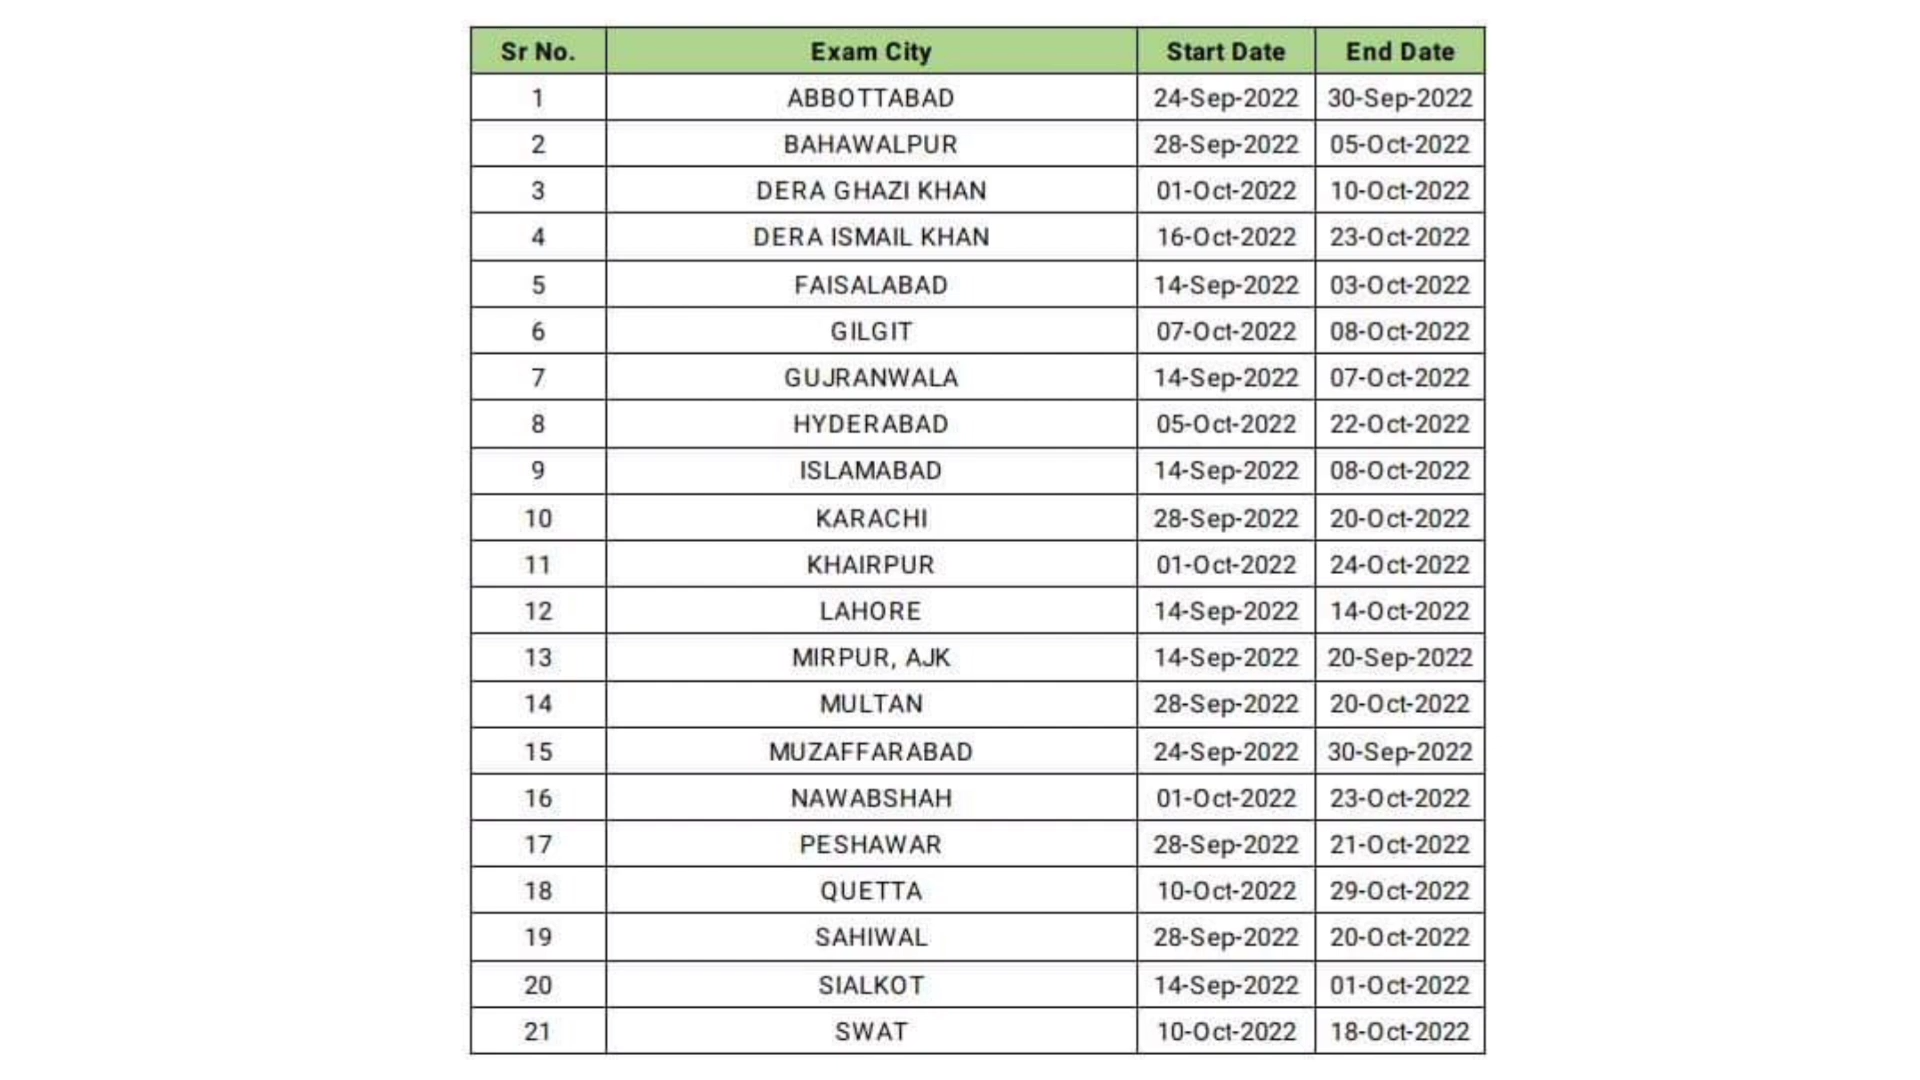 Sr No. Exam City Start Date End Date
1 ABBOTTABAD 24-Sep-2022 30-Sep-2022
2 BAHAWALPUR 28-Sep-2022 05-Oct-2022
3 DERA GHAZI KHAN 01-Oct-2022 10-Oct-2022
4 DERA ISMAIL KHAN 16-Oct-2022 23-Oct-2022
5 FAISALABAD 14-Sep-2022 03-Oct-2022
6 GILGIT 07-Oct-2022 08-Oct-2022
7 GUJRANWALA 14-Sep-2022 07-Oct-2022
8 HYDERABAD 05-Oct-2022 22-Oct-2022
9 ISLAMABAD 14-Sep-2022 08-Oct-2022
10 KARACHI 28-Sep-2022 20-Oct-2022
11 KHAIRPUR 01-Oct-2022 24-Oct-2022
12 LAHORE 14-Sep-2022 14-Oct-2022
13 MIRPUR, AJK 14-Sep-2022 20-Sep-2022
14 MULTAN 28-Sep-2022 20-Oct-2022
15 MUZAFFARABAD 24-Sep-2022 30-Sep-2022
16 NAWABSHAH 01-Oct-2022 23-Oct-2022
17 PESHAWAR 28-Sep-2022 21-Oct-2022
18 QUETTA 10-Oct-2022 29-Oct-2022
19 SAHIWAL 28-Sep-2022 20-Oct-2022
20 SIALKOT 14-Sep-2022 01-Oct-2022
21 SWAT 10-Oct-2022 18-Oct-2022